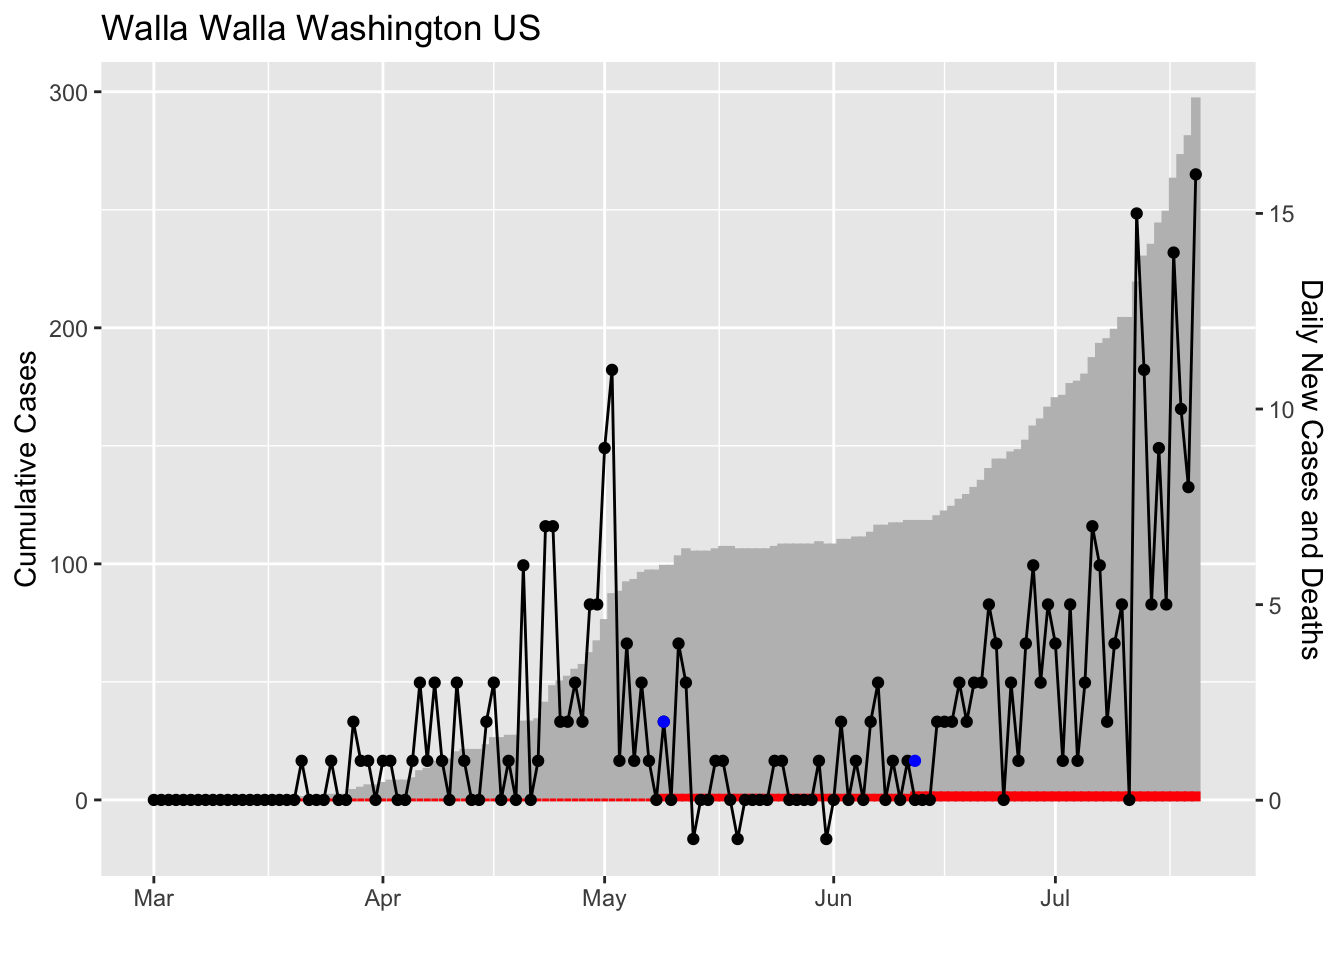 Walla Walla Washington US
Cumulative Cases
300
200
100
0
15
10
5
0
Daily New Cases and Deaths
Mar
Apr
May
Jun
Jul